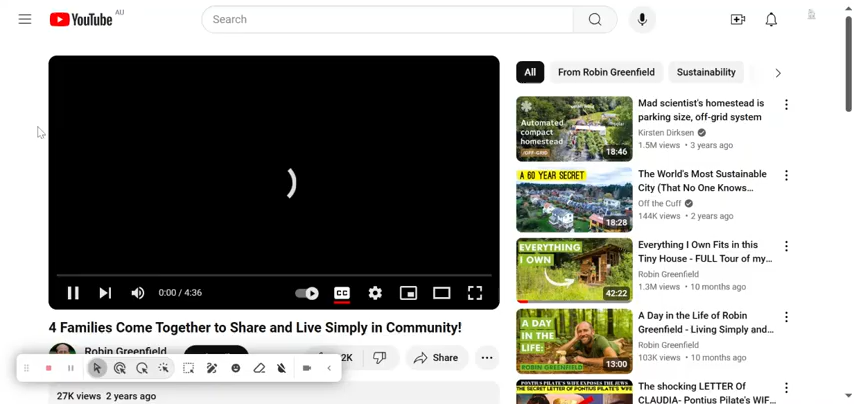 YouTube AU
Search
All
From Robin Greenfield
Sustainability
Automated
compact
homestead
/OFF-GRID
18:46
Mad scientist's homestead is
parking size, off-grid system
Kirsten Dirksen
1.5M views • 3 years ago
A 60 YEAR SECRET
18:28
The World's Most Sustainable
City (That No One Knows...
Off the Cuff
144K views • 2 years ago
EVERYTHING
I OWN
42:22
Everything I Own Fits in this
Tiny House - FULL Tour of my...
Robin Greenfield
1.3M views • 10 months ago
A DAY
IN THE
LIFE:
ROBIN GREENFIELD
13:00
A Day in the Life of Robin
Greenfield - Living Simply and...
Robin Greenfield
103K views • 10 months ago
PONTIUS PILATE'S WIFE EXPOSES THE JEWS
The shocking LETTER Of
CLAUDIA- Pontius Pilate's WIF...
0:00 / 4:36
CC
4 Families Come Together to Share and Live Simply in Community!
Robin Greenfield
2K
Share
27K views 2 years ago